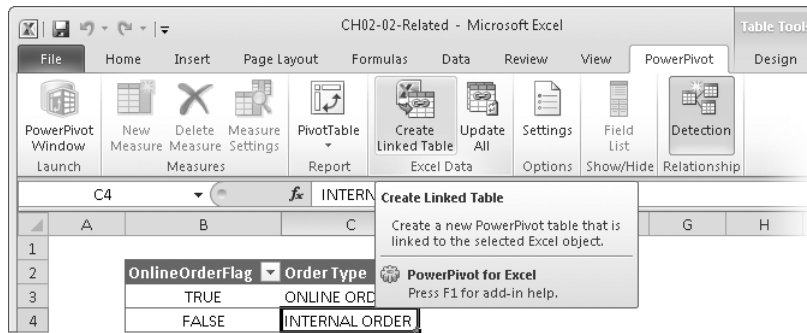 CH02-02-Related - Microsoft Excel
Table Tools
File Home Insert Page Layout Formulas Data Review View PowerPivot Design
PowerPivot Window
New Measure
Delete Measure
Measure Settings
PivotTable
Create Linked Table
Update All
Settings
Field List
Detection
Launch Measures Report Excel Data Options Show/Hide Relationship
C4 fx INTERN
Create Linked Table
Create a new PowerPivot table that is
linked to the selected Excel object.
PowerPivot for Excel
Press F1 for add-in help.
A B C G H
1
2 OnlineOrderFlag Order Type
3 TRUE ONLINE ORD
4 FALSE INTERNAL ORDER